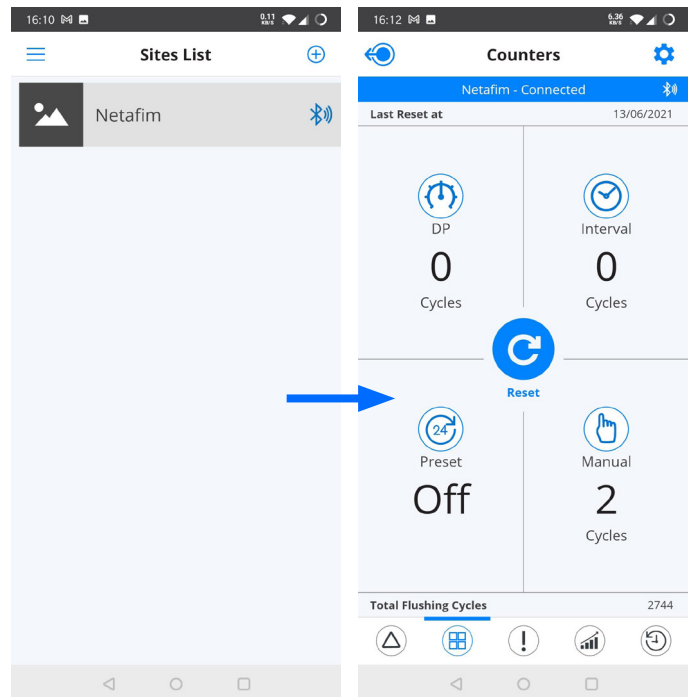 16:10
0.11
KB/S
Sites List
Netafim
16:12
6.36
KB/S
Counters
Netafim - Connected
Last Reset at 13/06/2021
DP Interval
0 0
Cycles Cycles
Reset
24
Preset Manual
Off 2
Cycles
Total Flushing Cycles 2744